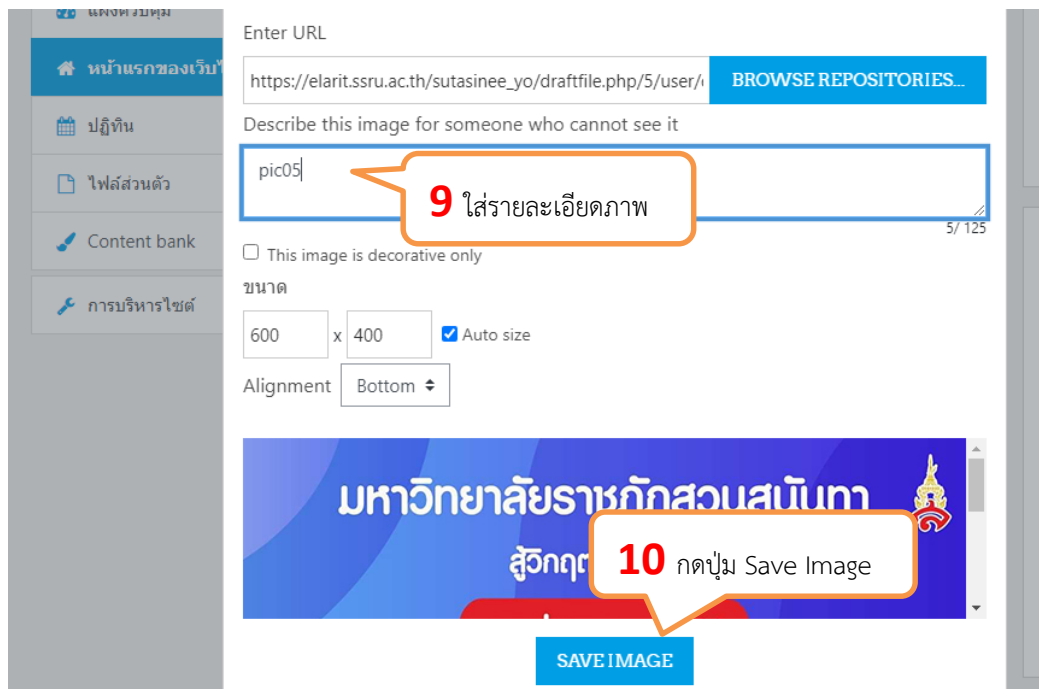 แผงควบคุม
หน้าแรกของเว็บไ
ปฏิทิน
ไฟล์ส่วนตัว
Content bank
การบริหารไซต์
Enter URL
https://elarit.ssru.ac.th/sutasinee_yo/draftfile.php/5/user/
BROWSE REPOSITORIES...
Describe this image for someone who cannot see it
pic05
9 ใส่รายละเอียดภาพ
5/ 125
This image is decorative only
ขนาด
600 x 400 Auto size
Alignment Bottom
มหาวิทยาลัยราชภัฏสวนสุนันทา
สู้วิกฤต
10 กดปุ่ม Save Image
SAVE IMAGE